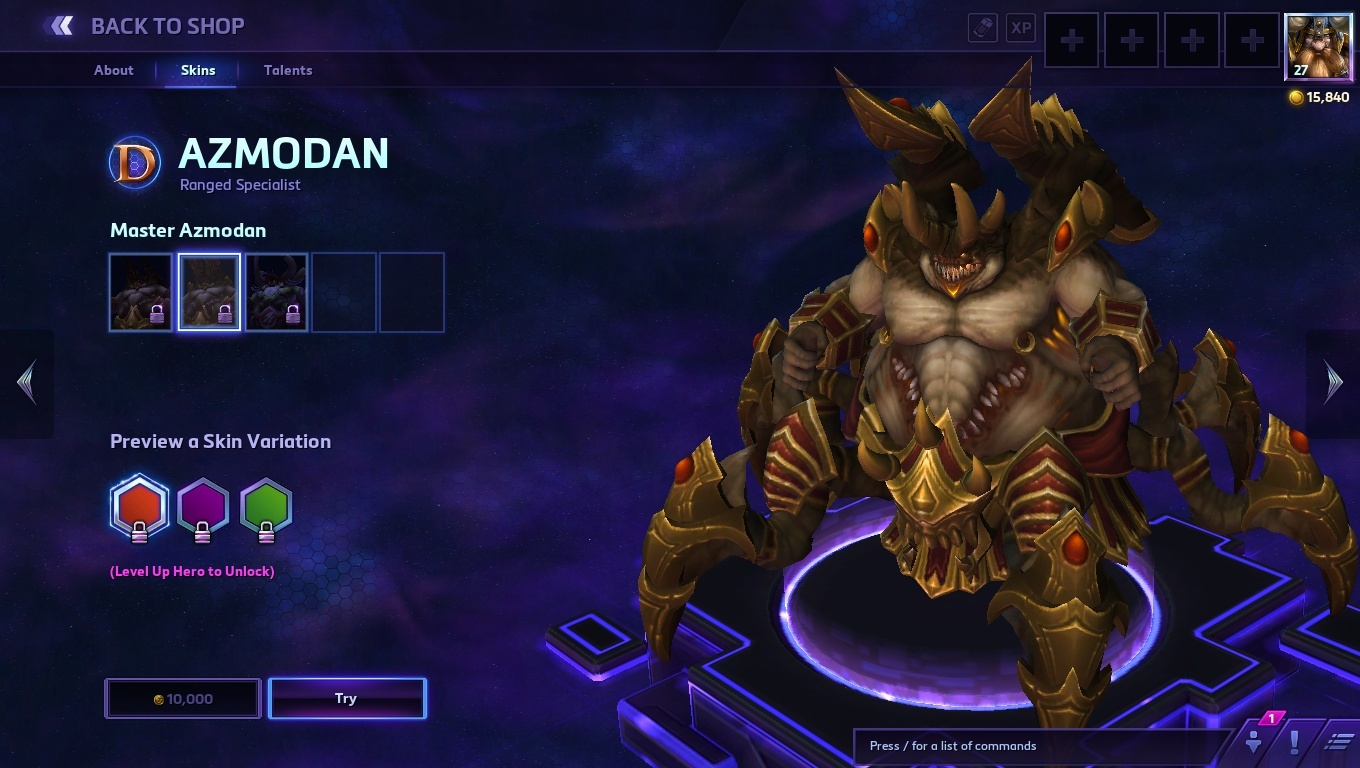 BACK TO SHOP
XP
27
15,840
About
Skins
Talents
D
AZMODAN
Ranged Specialist
Master Azmodan
Preview a Skin Variation
(Level Up Hero to Unlock)
10,000
Try
1
Press / for a list of commands